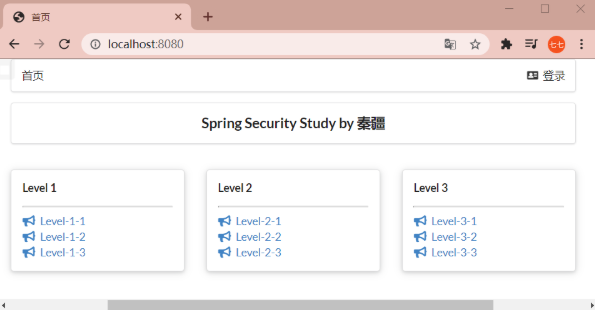 首页
localhost:8080
七七
首页
登录
Spring Security Study by 秦疆
Level 1
Level-1-1
Level-1-2
Level-1-3
Level 2
Level-2-1
Level-2-2
Level-2-3
Level 3
Level-3-1
Level-3-2
Level-3-3